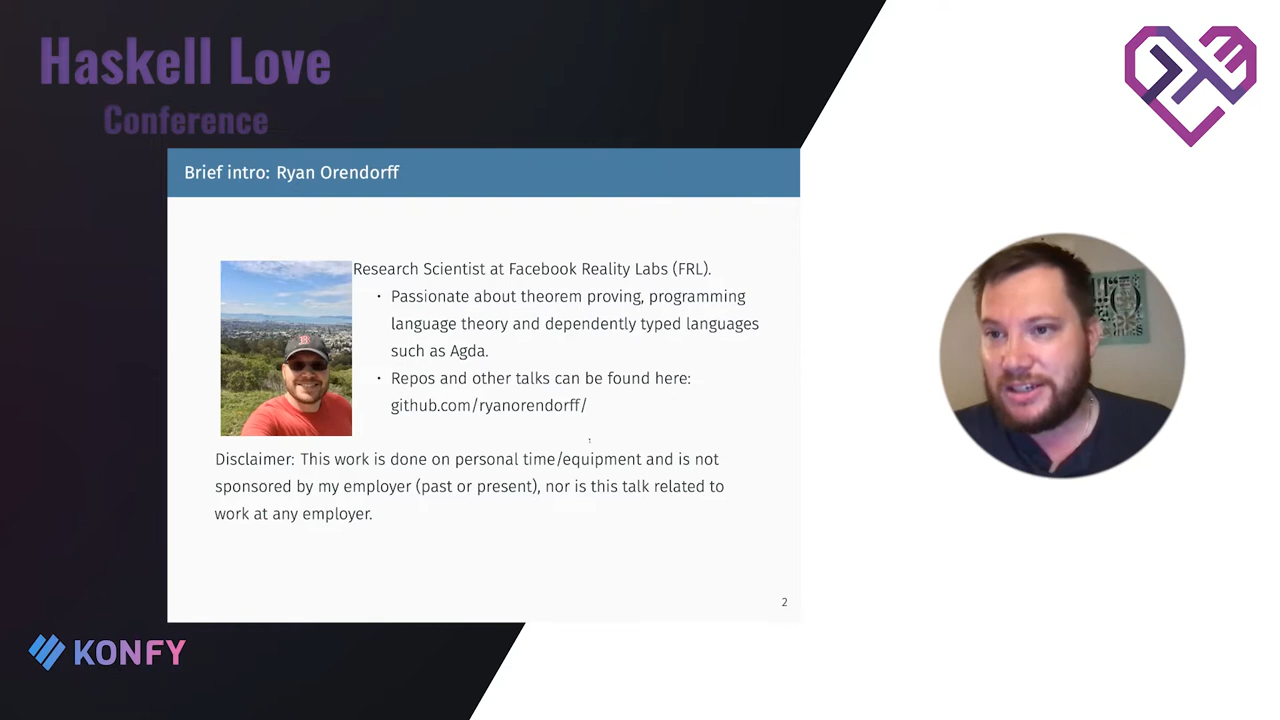 Haskell Love
Conference
Brief intro: Ryan Orendorff
Research Scientist at Facebook Reality Labs (FRL).
• Passionate about theorem proving, programming
language theory and dependently typed languages
such as Agda.
• Repos and other talks can be found here:
github.com/ryanorendorff/
Disclaimer: This work is done on personal time/equipment and is not
sponsored by my employer (past or present), nor is this talk related to
work at any employer.
2
KONFY